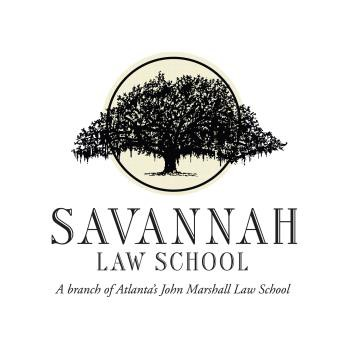 SAVANNAH
LAW SCHOOL
A branch of Atlanta's John Marshall Law School